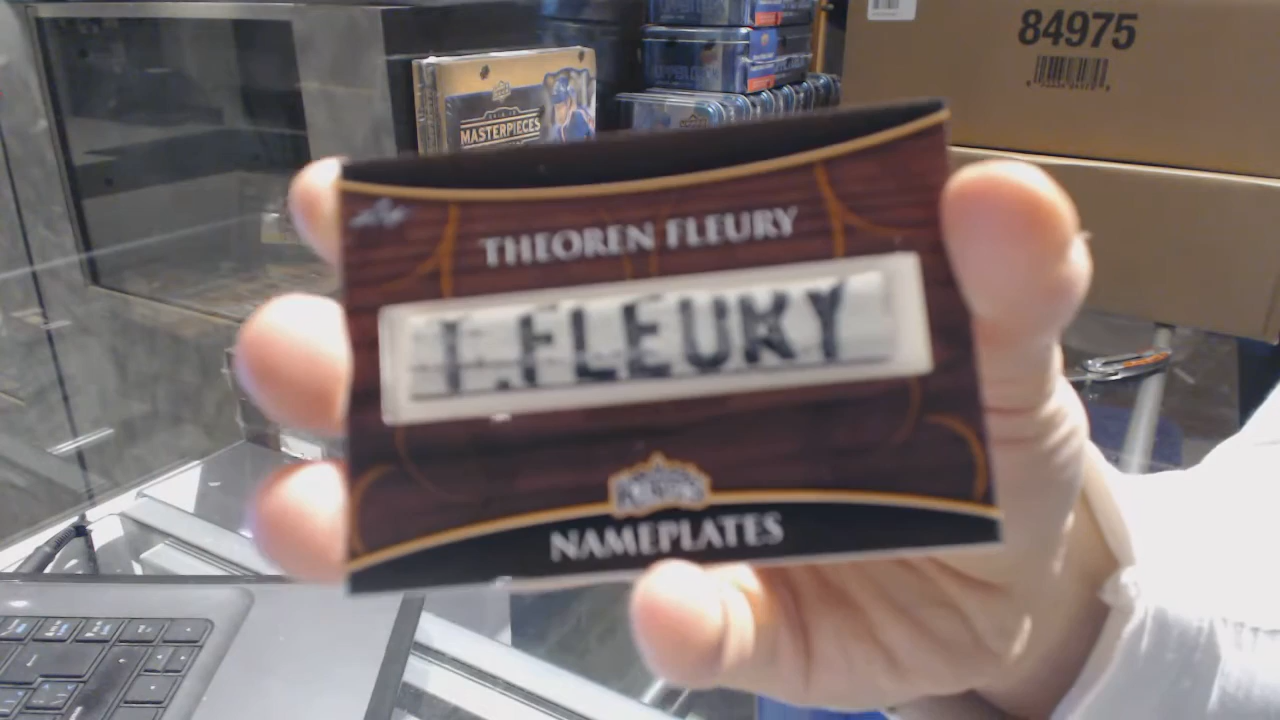 84975
MASTERPIECES
THEOREN FLEURY
T.FLEURY
NAMEPLATES